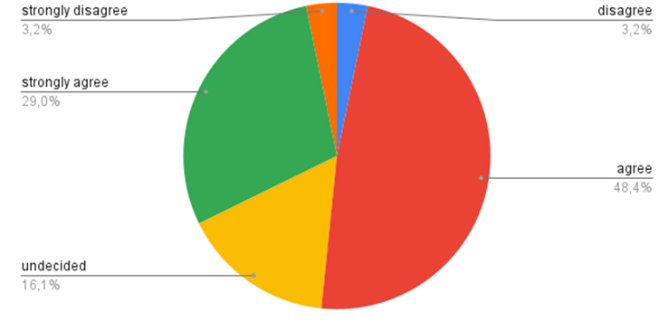 strongly disagree
3,2%
disagree
3,2%
strongly agree
29,0%
agree
48,4%
undecided
16,1%